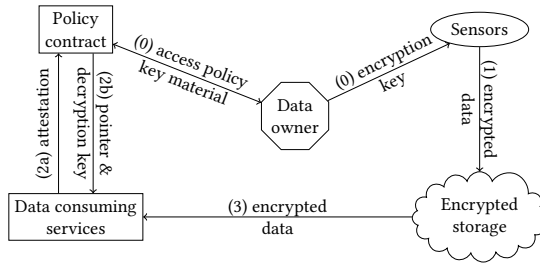 Policy
contract
(0) access policy
key material
(0) encryption
key
Sensors
Data
owner
(2a) attestation
(2b) pointer &
decryption key
(1) encrypted
data
Data consuming
services
(3) encrypted
data
Encrypted
storage